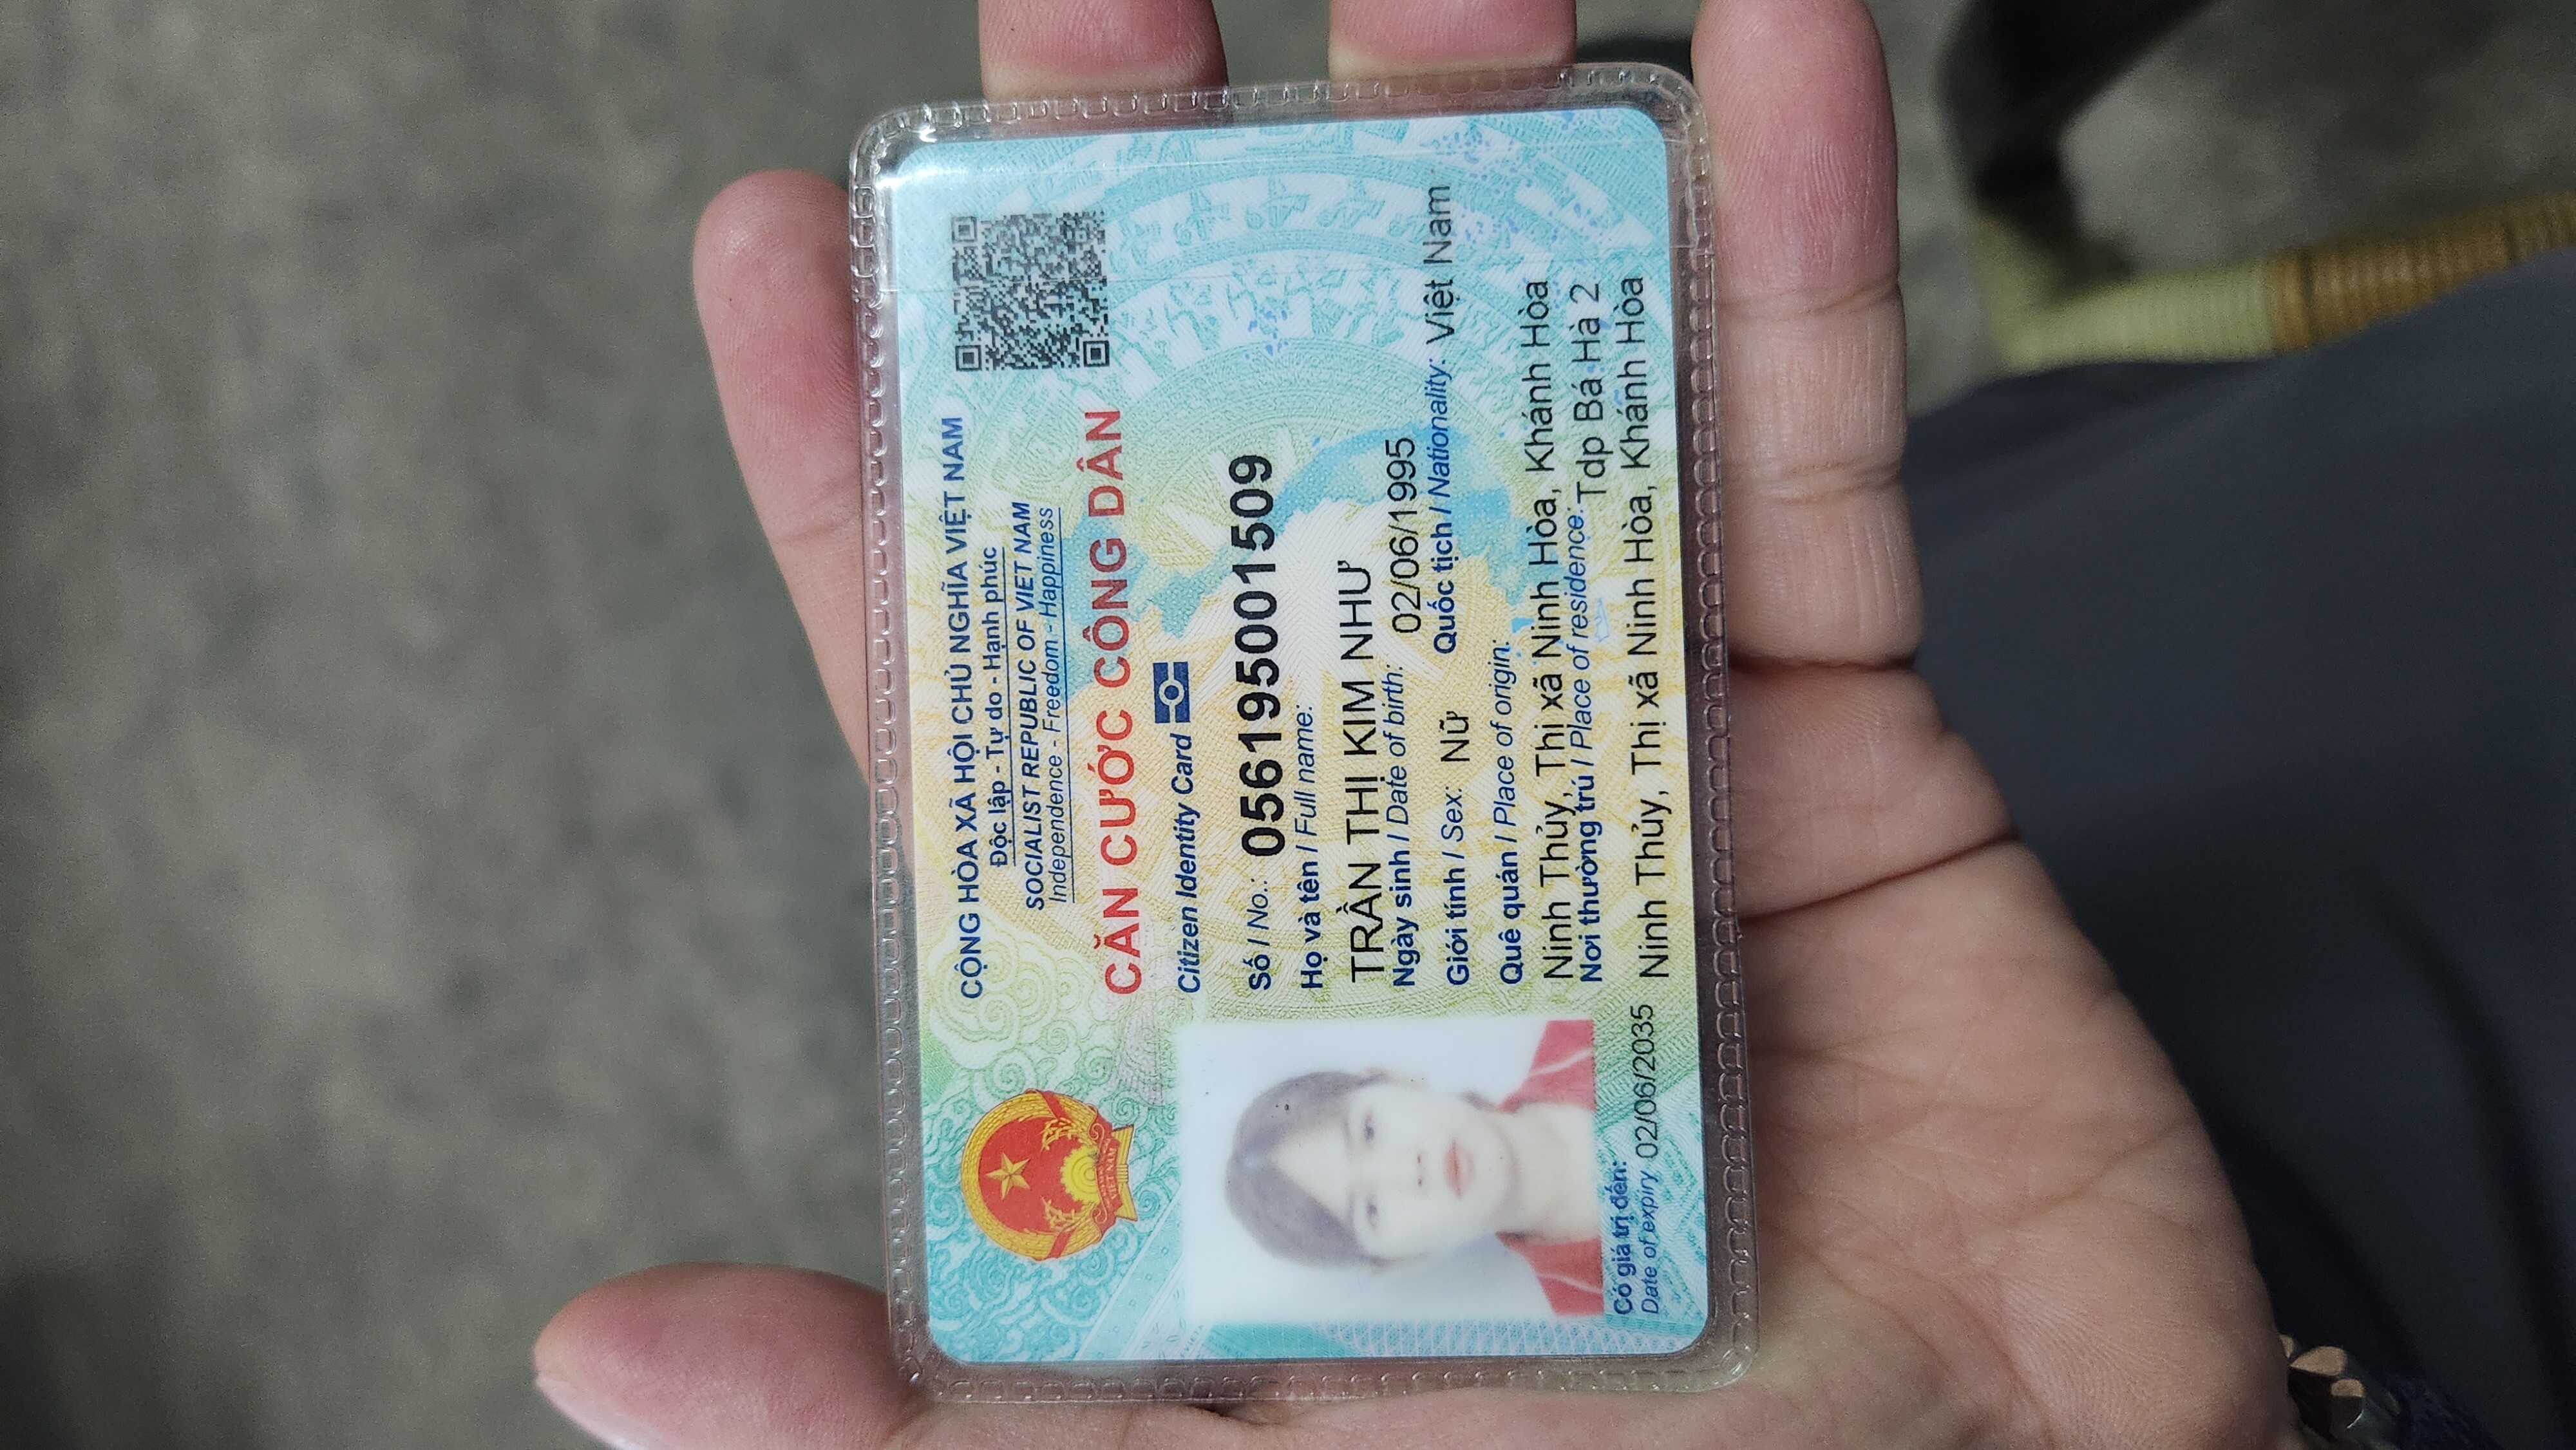 CỘNG HÒA XÃ HỘI CHỦ NGHĨA VIỆT NAM
Độc lập - Tự do - Hạnh phúc
SOCIALIST REPUBLIC OF VIET NAM
Independence - Freedom - Happiness
CĂN CƯỚC CÔNG DÂN
Citizen Identity Card
Số / No.: 056195001509
Họ và tên / Full name:
TRẦN THỊ KIM NHƯ
Ngày sinh / Date of birth: 02/06/1995
Giới tính / Sex: Nữ Quốc tịch / Nationality: Việt Nam
Quê quán / Place of origin:
Ninh Thủy, Thị xã Ninh Hòa, Khánh Hòa
Nơi thường trú / Place of residence: Tdp Bá Hà 2
Ninh Thủy, Thị xã Ninh Hòa, Khánh Hòa
Có giá trị đến: 02/06/2035
Date of expiry
VIỆT NAM